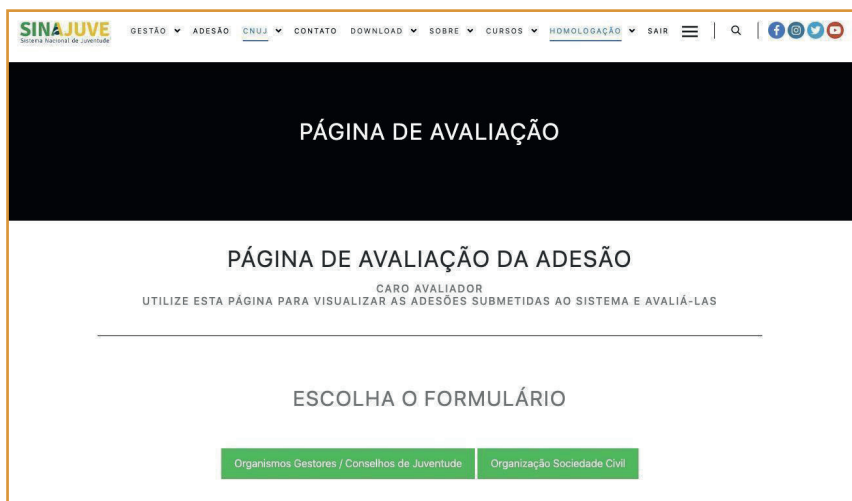 SINAJUVE
Sistema Nacional de Juventude
GESTÃO ADESÃO CNUJ CONTATO DOWNLOAD SOBRE CURSOS HOMOLOGAÇÃO SAIR
PÁGINA DE AVALIAÇÃO
PÁGINA DE AVALIAÇÃO DA ADESÃO
CARO AVALIADOR
UTILIZE ESTA PÁGINA PARA VISUALIZAR AS ADESÕES SUBMETIDAS AO SISTEMA E AVALIÁ-LAS
ESCOLHA O FORMULÁRIO
Organismos Gestores / Conselhos de Juventude Organização Sociedade Civil